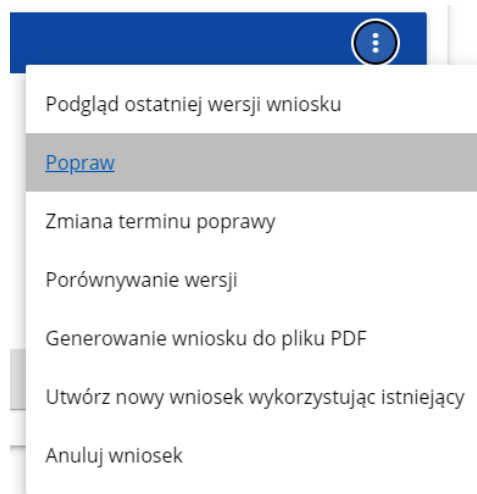 Podgląd ostatniej wersji wniosku
Popraw
Zmiana terminu poprawy
Porównywanie wersji
Generowanie wniosku do pliku PDF
Utwórz nowy wniosek wykorzystując istniejący
Anuluj wniosek